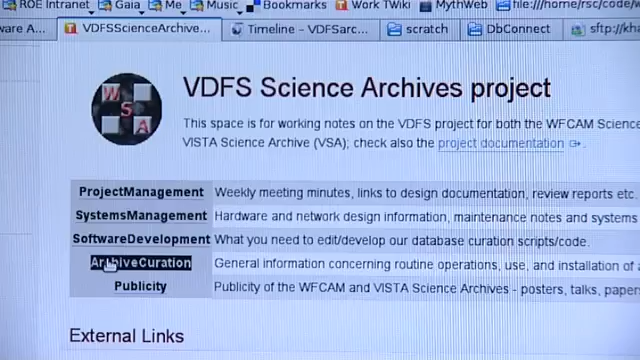 ROE Intranet Gaia Me Music Bookmarks Work TWiki MythWeb file:///home/rsc/code/w
ware A... VDFSScienceArchive... Timeline – VDFSarc... scratch DbConnect sftp://kha
VDFS Science Archives project
W S A
This space is for working notes on the VDFS project for both the WFCAM Science
VISTA Science Archive (VSA); check also the project documentation
ProjectManagement Weekly meeting minutes, links to design documentation, review reports etc.
SystemsManagement Hardware and network design information, maintenance notes and systems
SoftwareDevelopment What you need to edit/develop our database curation scripts/code.
ArchiveCuration General information concerning routine operations, use, and installation of a
Publicity Publicity of the WFCAM and VISTA Science Archives - posters, talks, papers
External Links